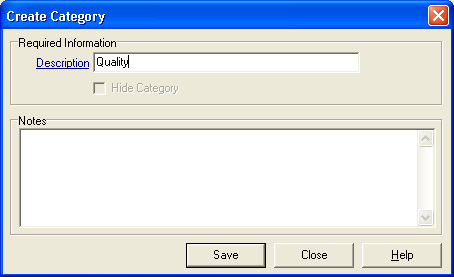 Create Category
Required Information
Description Quality
Hide Category
Notes
Save Close Help